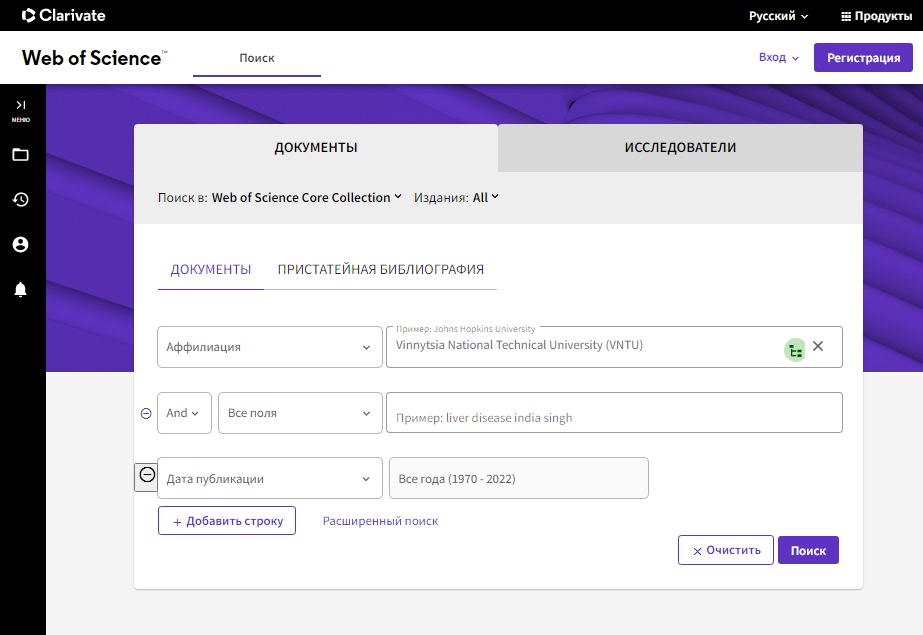 Clarivate
Русский
Продукты
Web of Science™
Поиск
Вход
Регистрация
МЕНЮ
ДОКУМЕНТЫ
ИССЛЕДОВАТЕЛИ
Поиск в: Web of Science Core Collection Издания: All
ДОКУМЕНТЫ
ПРИСТАТЕЙНАЯ БИБЛИОГРАФИЯ
Пример: Johns Hopkins University
Аффилиация
Vinnytsia National Technical University (VNTU)
And
Все поля
Пример: liver disease india singh
Дата публикации
Все года (1970 - 2022)
+ Добавить строку
Расширенный поиск
× Очистить
Поиск